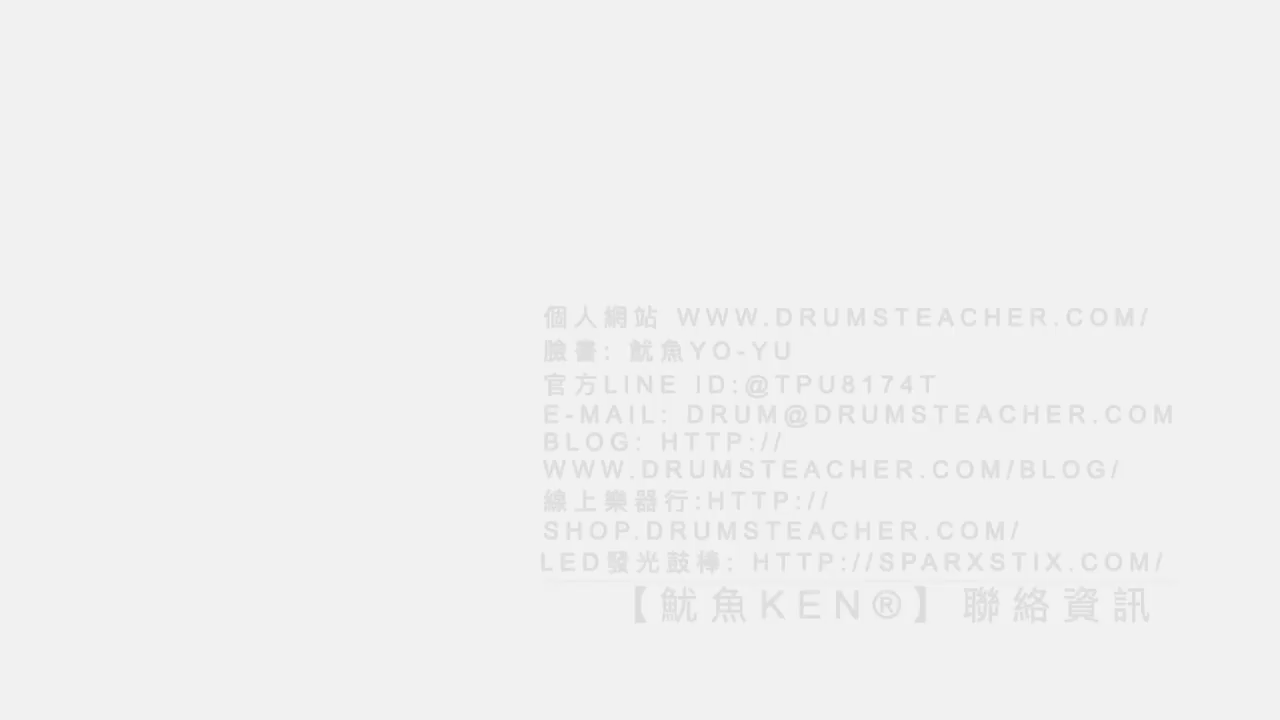 個人網站 WWW.DRUMSTEACHER.COM/
臉書: 魷魚YO-YU
官方LINE ID:@TPU8174T
E-MAIL: DRUM@DRUMSTEACHER.COM
BLOG: HTTP://
WWW.DRUMSTEACHER.COM/BLOG/
線上樂器行:HTTP://
SHOP.DRUMSTEACHER.COM/
LED發光鼓棒: HTTP://SPARXSTIX.COM/
【魷魚KEN®】聯絡資訊